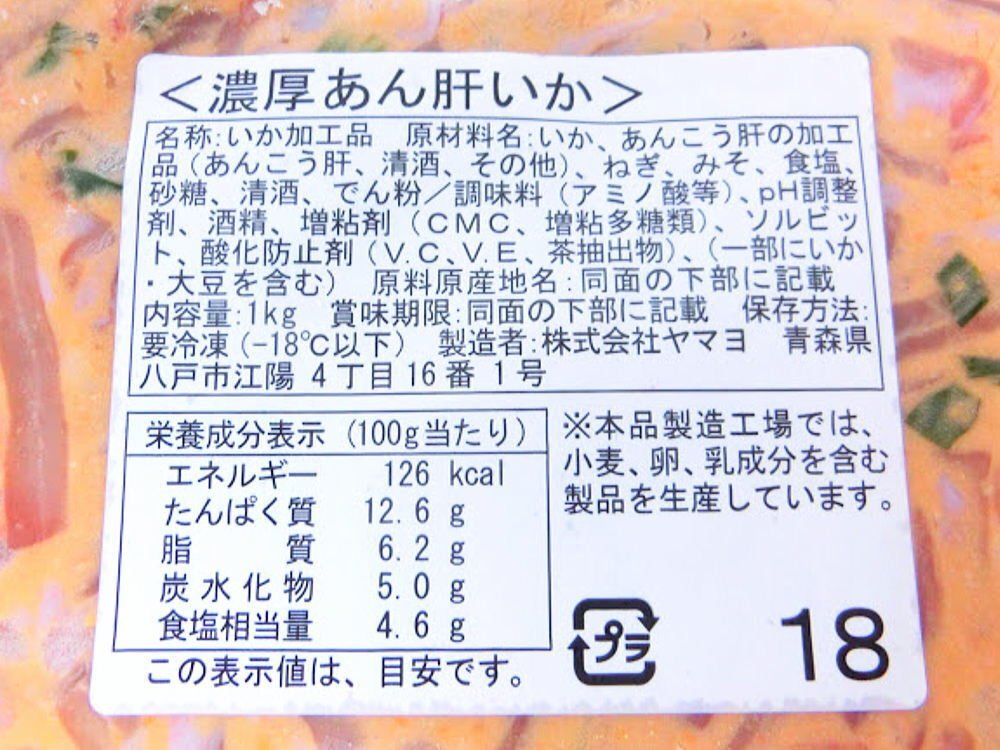 <濃厚あん肝いか>
名称:いか加工品　原材料名:いか、あんこう肝の加工
品(あんこう肝、清酒、その他)、ねぎ、みそ、食塩、
砂糖、清酒、でん粉/調味料(アミノ酸等)、pH調整
剤、酒精、増粘剤(CMC、増粘多糖類)、ソルビッ
ト、酸化防止剤(V.C、V.E、茶抽出物)、(一部にいか
・大豆を含む)　原料原産地名:同面の下部に記載
内容量:1kg　賞味期限:同面の下部に記載　保存方法:
要冷凍(-18℃以下)　製造者:株式会社ヤマヨ　青森県
八戸市江陽4丁目16番1号
栄養成分表示(100g当たり)
エネルギー　126 kcal
たんぱく質　12.6 g
脂質　6.2 g
炭水化物　5.0 g
食塩相当量　4.6 g
この表示値は、目安です。
※本品製造工場では、
小麦、卵、乳成分を含む
製品を生産しています。
プラ
18